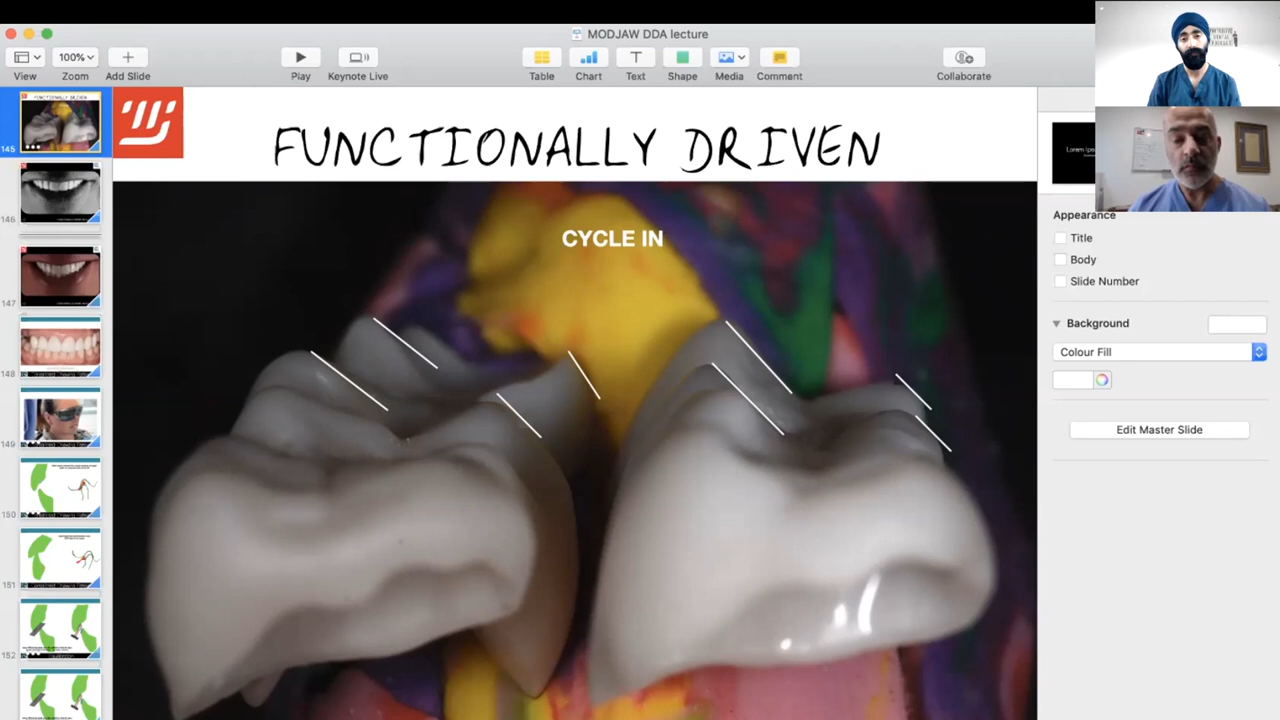 MODJAW DDA lecture
100%
View
Zoom
Add Slide
Play
Keynote Live
Table
Chart
Text
Shape
Media
Comment
Collaborate
FUNCTIONALLY DRIVEN
CYCLE IN
145
146
147
148
149
150
151
152
Appearance
Title
Body
Slide Number
Background
Colour Fill
Edit Master Slide